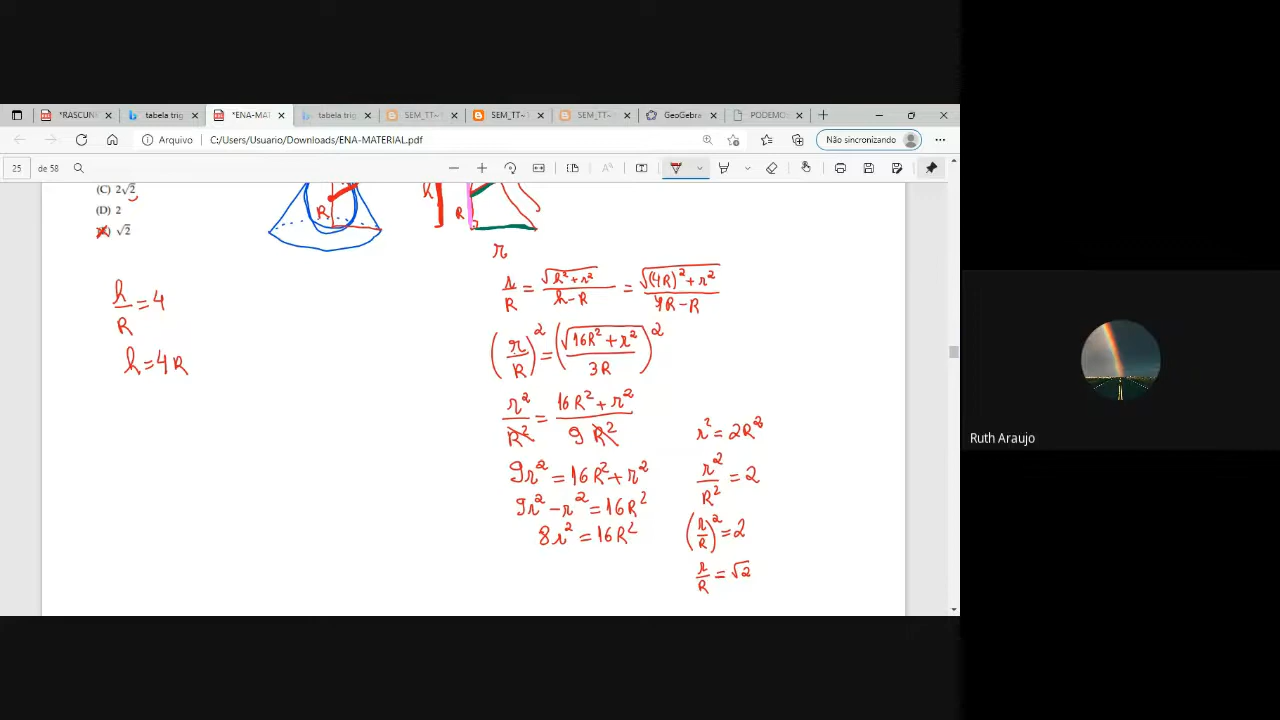 *RASCUN
tabela trig
*ENA-MAT
tabela trig
SEM_TT~
SEM_TT~
SEM_TT~
GeoGebra
PODEMOS
Arquivo
C:/Users/Usuario/Downloads/ENA-MATERIAL.pdf
Não sincronizando
25 de 58
(C) 2√2
(D) 2
√2
R
h
R
r
h/R = 4
h = 4R
r/R = √(h² + r²)/(h - R) = √((4R)² + r²)/(4R - R)
(r/R)² = (√(16R² + r²)/3R)²
r²/R² = (16R² + r²)/9R²
9r² = 16R² + r²
9r² - r² = 16R²
8r² = 16R²
r² = 2R²
r²/R² = 2
(r/R)² = 2
r/R = √2
Ruth Araujo